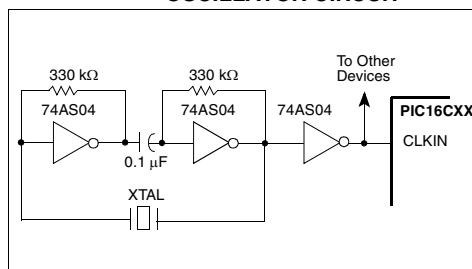 OSCILLATOR CIRCUIT
330 kΩ
330 kΩ
To Other
Devices
74AS04
74AS04
74AS04
PIC16CXX
CLKIN
0.1 µF
XTAL